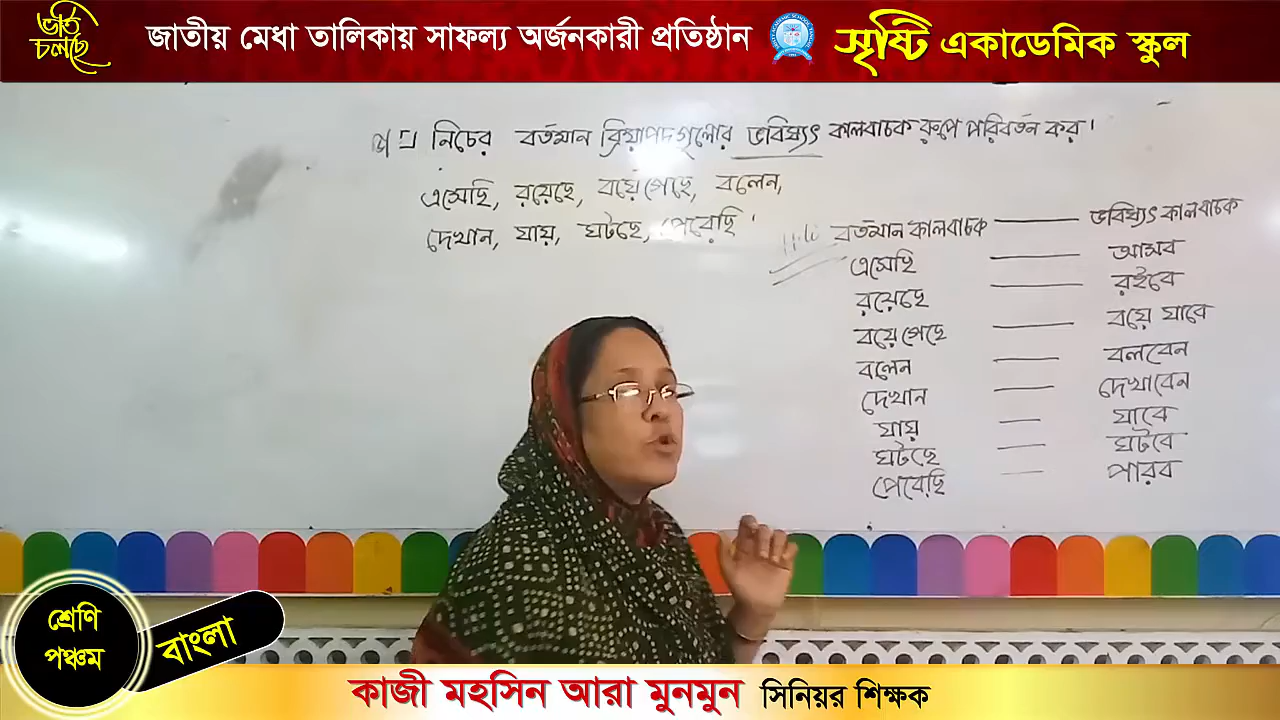 ভর্তি চলছে
জাতীয় মেধা তালিকায় সাফল্য অর্জনকারী প্রতিষ্ঠান সৃষ্টি একাডেমিক স্কুল
নিচের বর্তমান ক্রিয়াপদগুলোর ভবিষ্যৎ কালবাচক রূপে পরিবর্তন কর।
এসেছি, রয়েছে, বয়ে গেছে, বলেন,
দেখান, যায়, ঘটছে, পেরেছি।
বর্তমান কালবাচক — ভবিষ্যৎ কালবাচক
এসেছি — আসব
রয়েছে — রইবে
বয়ে গেছে — বয়ে যাবে
বলেন — বলবেন
দেখান — দেখাবেন
যায় — যাবে
ঘটছে — ঘটবে
পেরেছি — পারব
শ্রেণি
পঞ্চম
বাংলা
কাজী মহসিন আরা মুনমুন সিনিয়র শিক্ষক